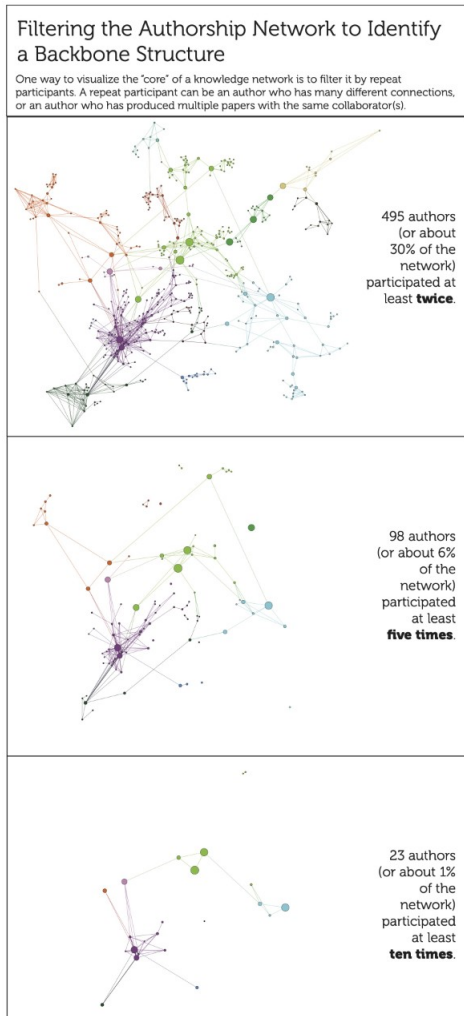 Filtering the Authorship Network to Identify
a Backbone Structure
One way to visualize the “core” of a knowledge network is to filter it by repeat
participants. A repeat participant can be an author who has many different connections,
or an author who has produced multiple papers with the same collaborator(s).
495 authors
(or about
30% of the
network)
participated at
least twice.
98 authors
(or about 6%
of the
network)
participated
at least
five times.
23 authors
(or about 1%
of the
network)
participated
at least
ten times.